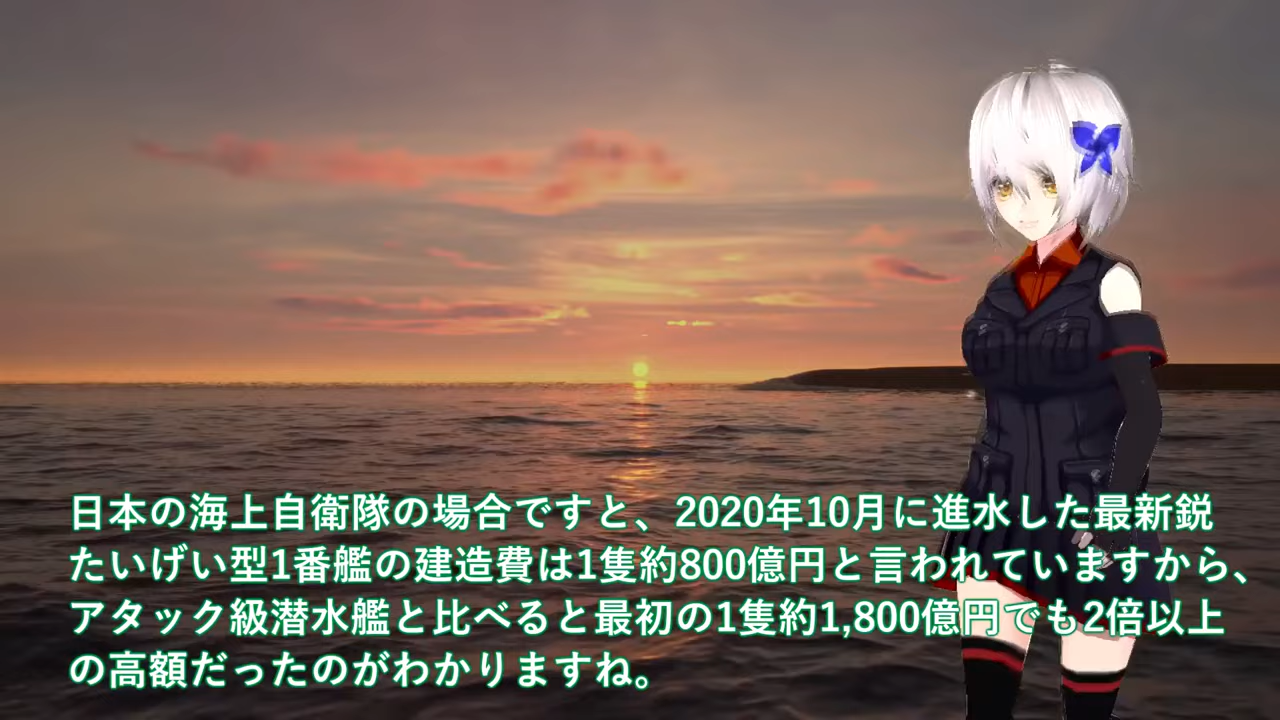 日本の海上自衛隊の場合ですと、2020年10月に進水した最新鋭
たいげい型1番艦の建造費は1隻約800億円と言われていますから、
アタック級潜水艦と比べると最初の1隻約1,800億円でも2倍以上
の高額だったのがわかりますね。